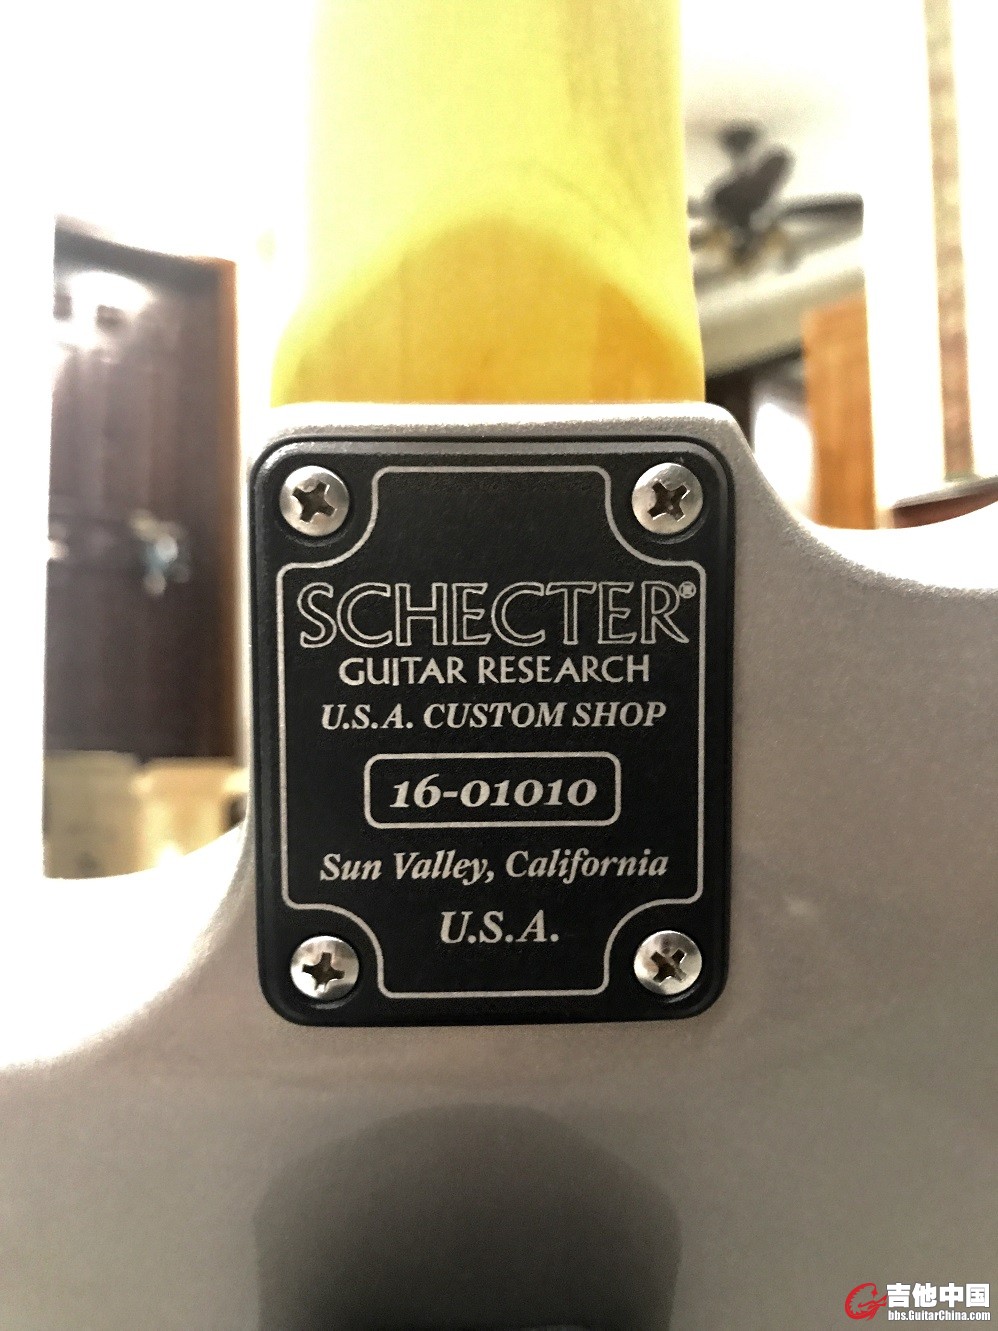 SCHECTER®
GUITAR RESEARCH
U.S.A. CUSTOM SHOP
16-01010
Sun Valley, California
U.S.A.
吉他中国
bbs.GuitarChina.com